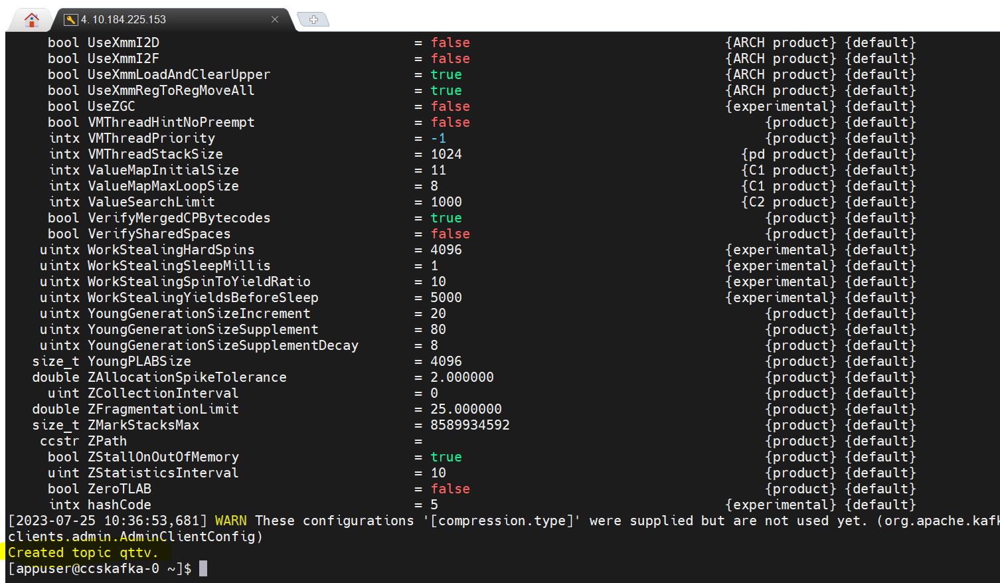 4. 10.184.225.153
bool UseXmmI2D = false {ARCH product} {default}
bool UseXmmI2F = false {ARCH product} {default}
bool UseXmmLoadAndClearUpper = true {ARCH product} {default}
bool UseXmmRegToRegMoveAll = true {ARCH product} {default}
bool UseZGC = false {experimental} {default}
bool VMThreadHintNoPreempt = false {product} {default}
intx VMThreadPriority = -1 {product} {default}
intx VMThreadStackSize = 1024 {pd product} {default}
intx ValueMapInitialSize = 11 {C1 product} {default}
intx ValueMapMaxLoopSize = 8 {C1 product} {default}
intx ValueSearchLimit = 1000 {C2 product} {default}
bool VerifyMergedCPBytecodes = true {product} {default}
bool VerifySharedSpaces = false {product} {default}
uintx WorkStealingHardSpins = 4096 {experimental} {default}
uintx WorkStealingSleepMillis = 1 {experimental} {default}
uintx WorkStealingSpinToYieldRatio = 10 {experimental} {default}
uintx WorkStealingYieldsBeforeSleep = 5000 {experimental} {default}
uintx YoungGenerationSizeIncrement = 20 {product} {default}
uintx YoungGenerationSizeSupplement = 80 {product} {default}
uintx YoungGenerationSizeSupplementDecay = 8 {product} {default}
size_t YoungPLABSize = 4096 {product} {default}
double ZAllocationSpikeTolerance = 2.000000 {product} {default}
uint ZCollectionInterval = 0 {product} {default}
double ZFragmentationLimit = 25.000000 {product} {default}
size_t ZMarkStacksMax = 8589934592 {product} {default}
ccstr ZPath = {product} {default}
bool ZStallOnOutOfMemory = true {product} {default}
uint ZStatisticsInterval = 10 {product} {default}
bool ZeroTLAB = false {product} {default}
intx hashCode = 5 {experimental} {default}
[2023-07-25 10:36:53,681] WARN These configurations '[compression.type]' were supplied but are not used yet. (org.apache.kafk
clients.admin.AdminClientConfig)
Created topic qttv.
[appuser@ccskafka-0 ~]$